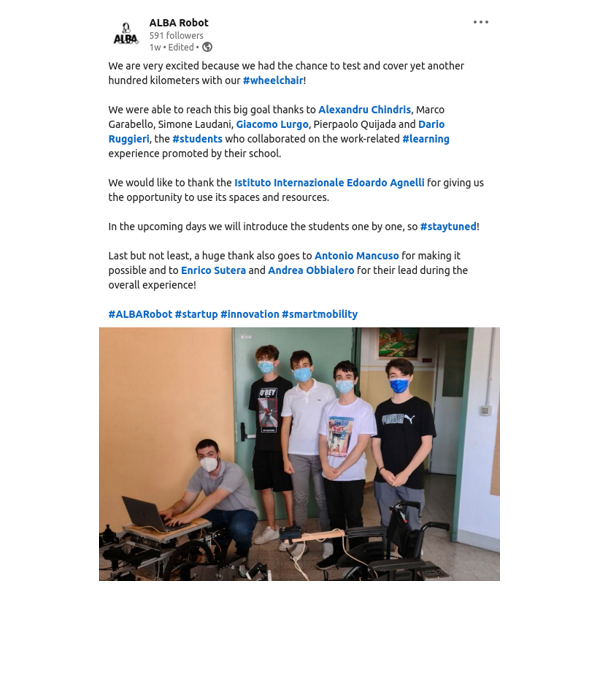 ALBA Robot
ALBA
591 followers
1w • Edited •
We are very excited because we had the chance to test and cover yet another
hundred kilometers with our #wheelchair!
We were able to reach this big goal thanks to Alexandru Chindris, Marco
Garabello, Simone Laudani, Giacomo Lurgo, Pierpaolo Quijada and Dario
Ruggieri, the #students who collaborated on the work-related #learning
experience promoted by their school.
We would like to thank the Istituto Internazionale Edoardo Agnelli for giving us
the opportunity to use its spaces and resources.
In the upcoming days we will introduce the students one by one, so #staytuned!
Last but not least, a huge thank also goes to Antonio Mancuso for making it
possible and to Enrico Sutera and Andrea Obbialero for their lead during the
overall experience!
#ALBARobot #startup #innovation #smartmobility
OBEY
PUMA